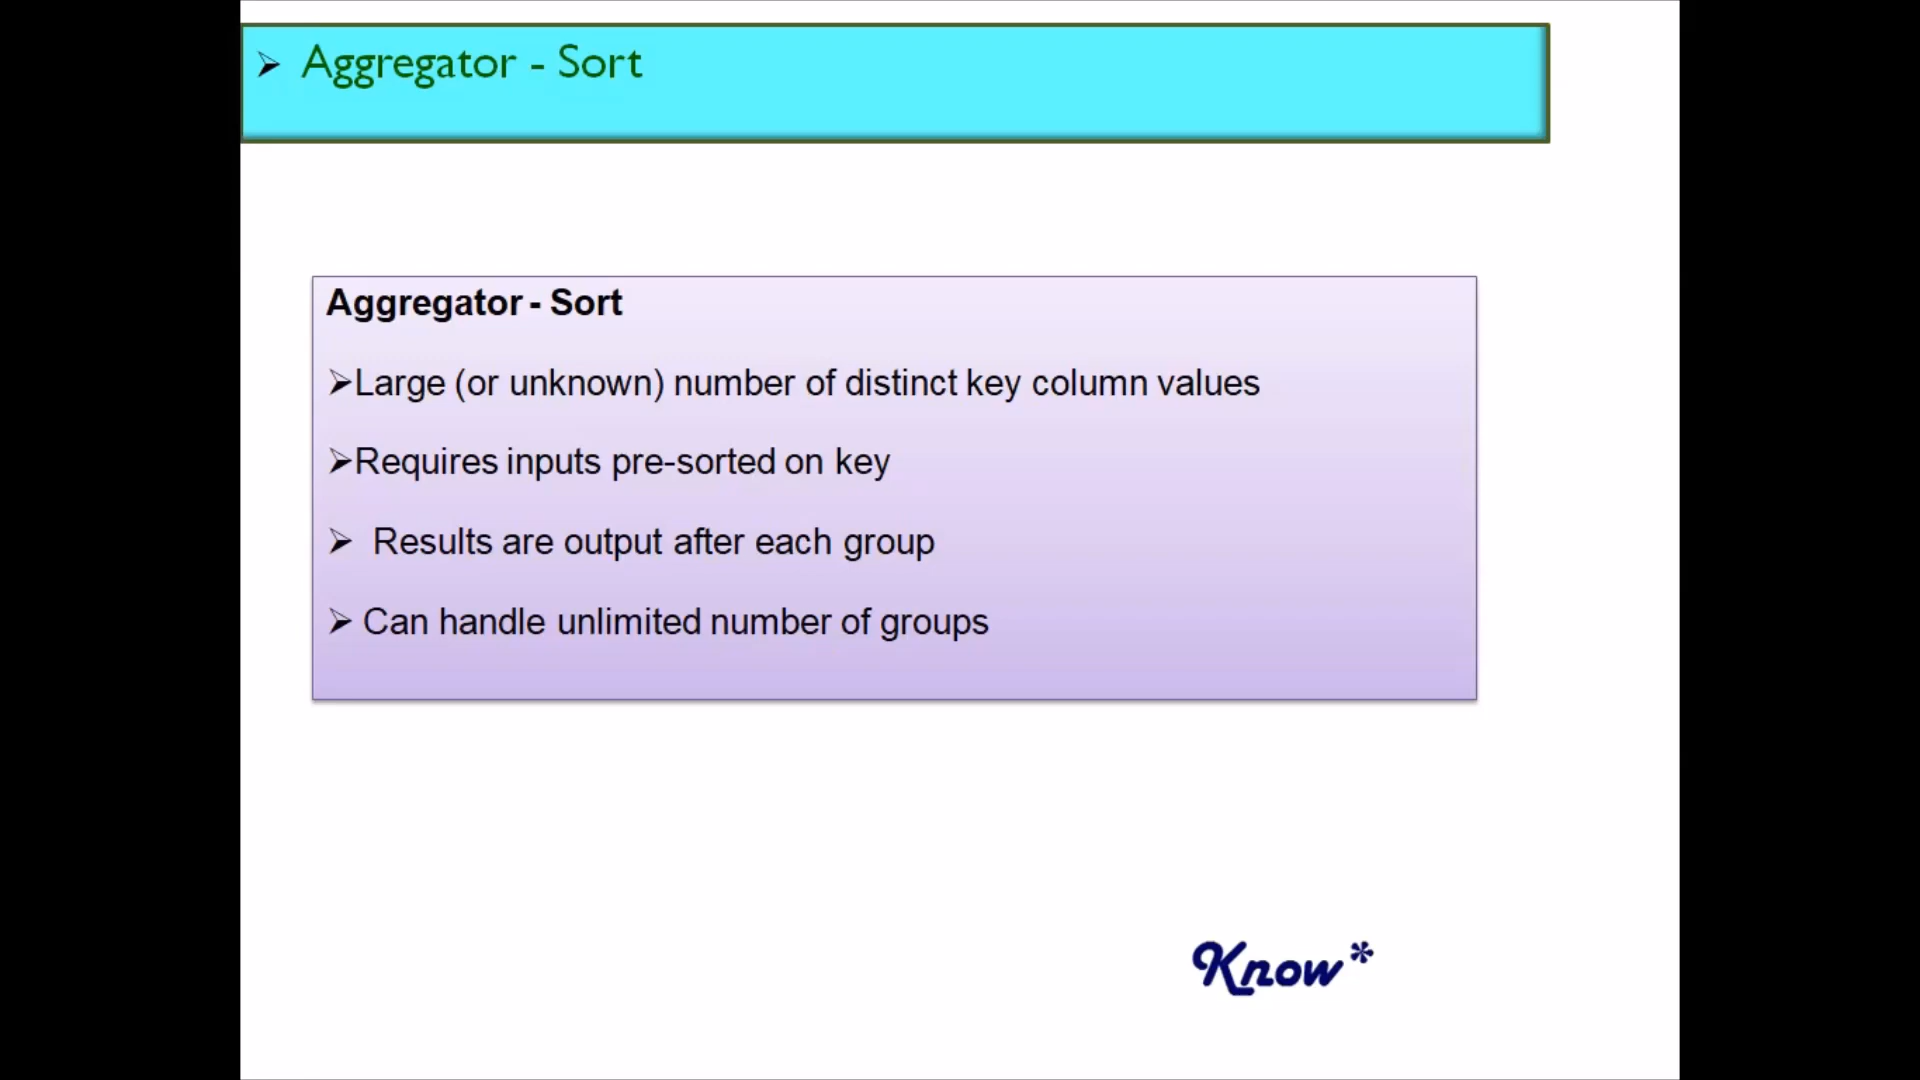 ➢ Aggregator - Sort
Aggregator - Sort
➢Large (or unknown) number of distinct key column values
➢Requires inputs pre-sorted on key
➢ Results are output after each group
➢ Can handle unlimited number of groups
Know*